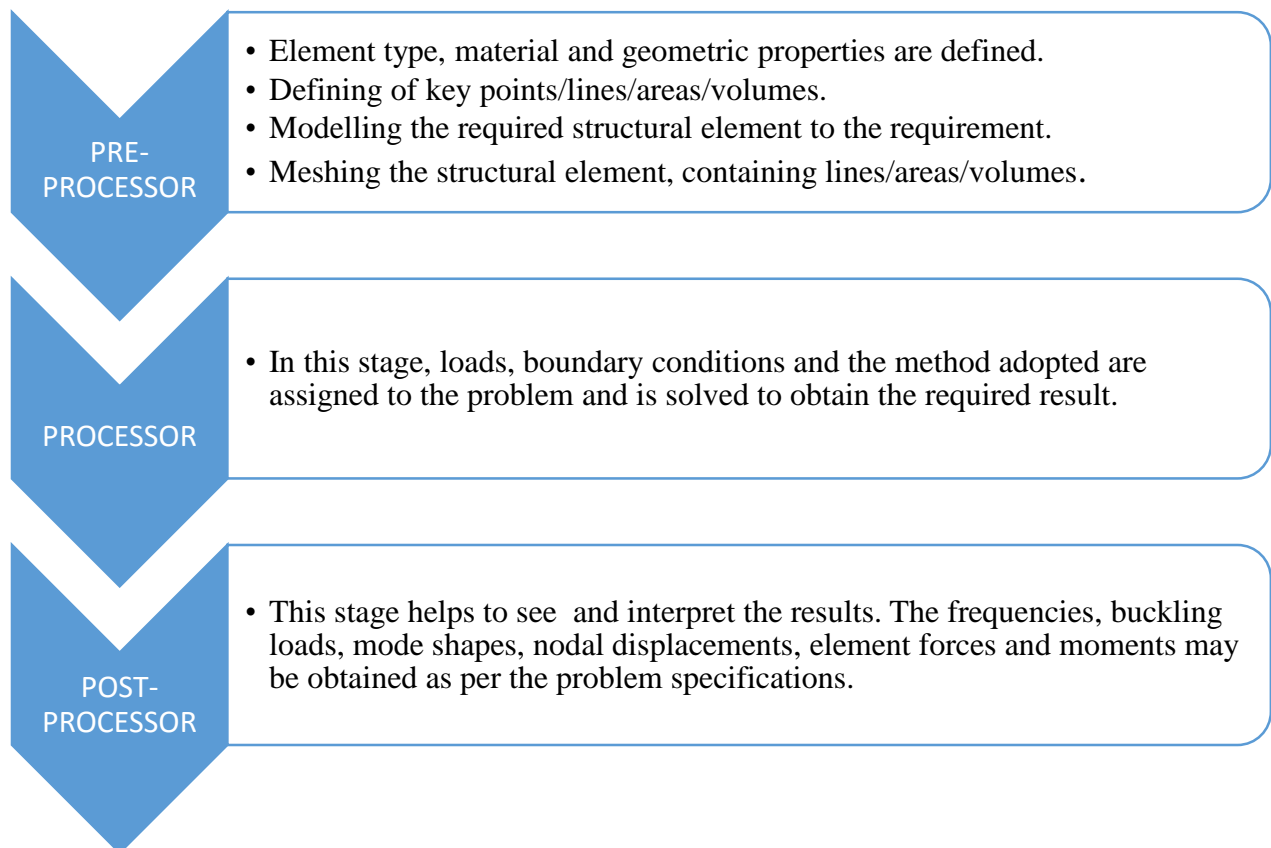 PRE-
PROCESSOR
• Element type, material and geometric properties are defined.
• Defining of key points/lines/areas/volumes.
• Modelling the required structural element to the requirement.
• Meshing the structural element, containing lines/areas/volumes.
PROCESSOR
• In this stage, loads, boundary conditions and the method adopted are
assigned to the problem and is solved to obtain the required result.
POST-
PROCESSOR
• This stage helps to see and interpret the results. The frequencies, buckling
loads, mode shapes, nodal displacements, element forces and moments may
be obtained as per the problem specifications.